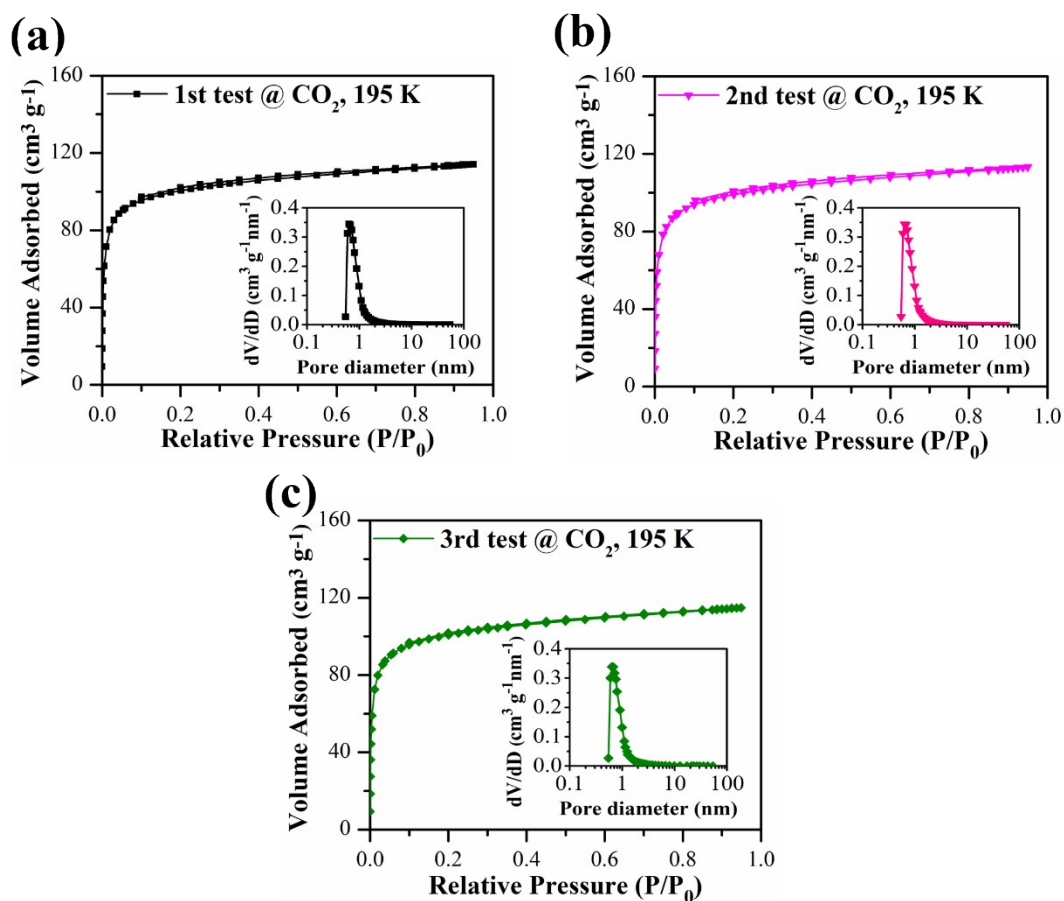 (a)
160
120
80
40
0
Volume Adsorbed (cm³ g⁻¹)
1st test @ CO₂, 195 K
0.4
0.3
0.2
0.1
0.0
dV/dD (cm³ g⁻¹nm⁻¹)
0.1 1 10 100
Pore diameter (nm)
0.0 0.2 0.4 0.6 0.8 1.0
Relative Pressure (P/P₀)
(b)
160
120
80
40
0
Volume Adsorbed (cm³ g⁻¹)
2nd test @ CO₂, 195 K
0.4
0.3
0.2
0.1
0.0
dV/dD (cm³ g⁻¹nm⁻¹)
0.1 1 10 100
Pore diameter (nm)
0.0 0.2 0.4 0.6 0.8 1.0
Relative Pressure (P/P₀)
(c)
160
120
80
40
0
Volume Adsorbed (cm³ g⁻¹)
3rd test @ CO₂, 195 K
0.4
0.3
0.2
0.1
0.0
dV/dD (cm³ g⁻¹nm⁻¹)
0.1 1 10 100
Pore diameter (nm)
0.0 0.2 0.4 0.6 0.8 1.0
Relative Pressure (P/P₀)